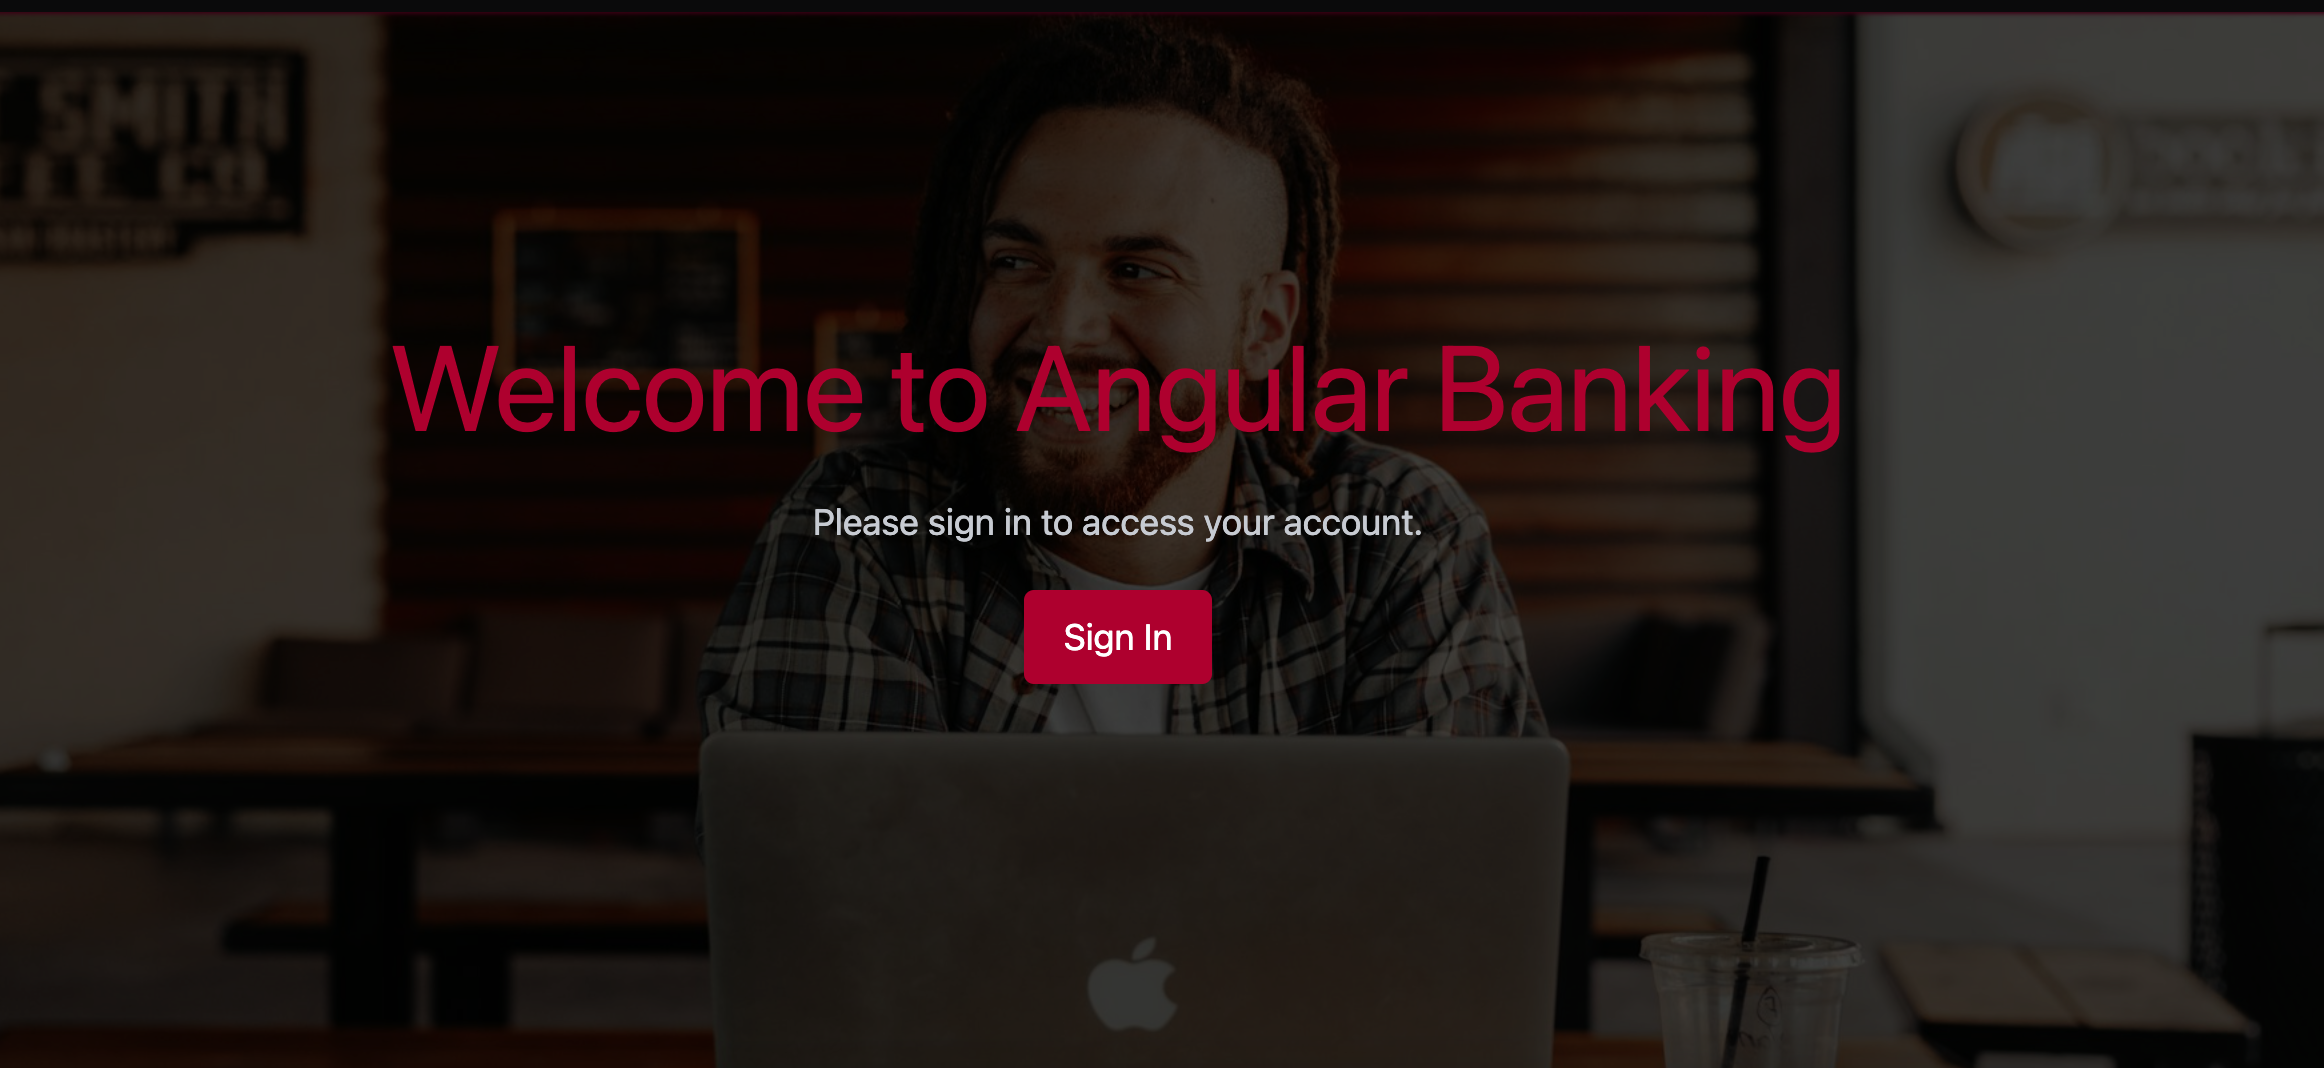 SMITH
CO.
Welcome to Angular Banking
Please sign in to access your account.
Sign In